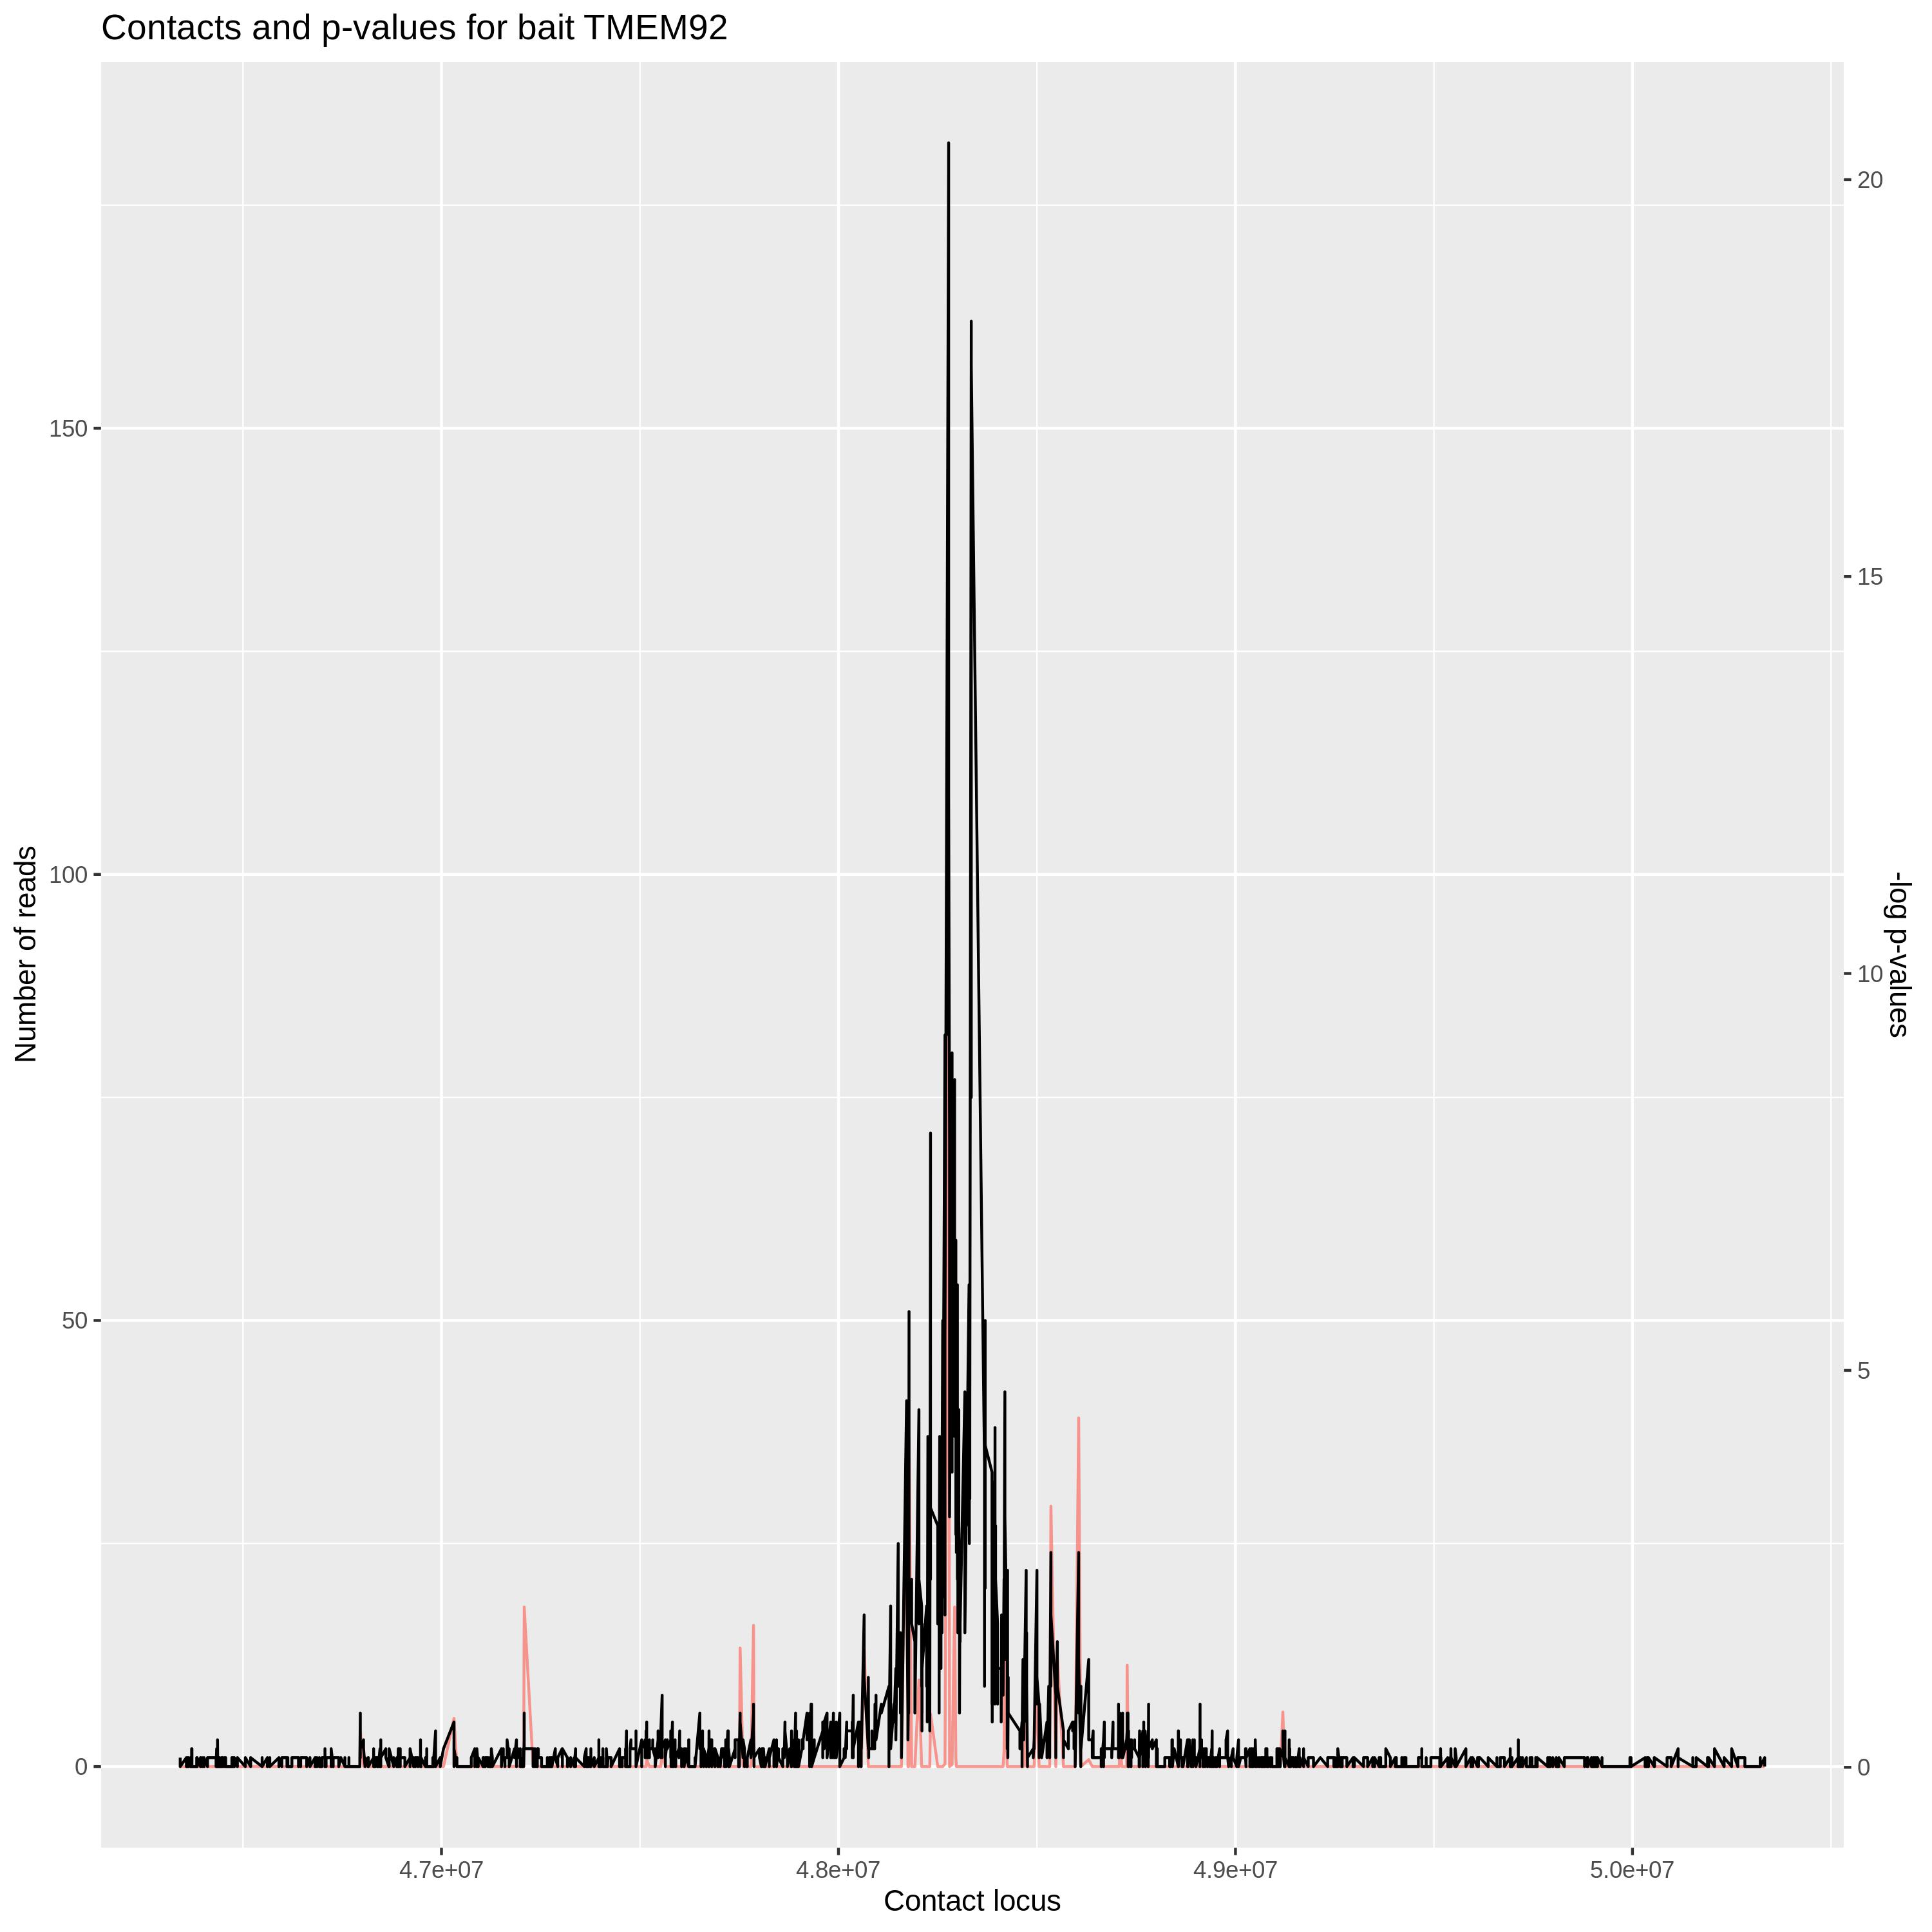 Contacts and p-values for bait TMEM92
Number of reads
150
100
50
0
20
15
10
5
0
-log p-values
4.7e+07
4.8e+07
4.9e+07
5.0e+07
Contact locus